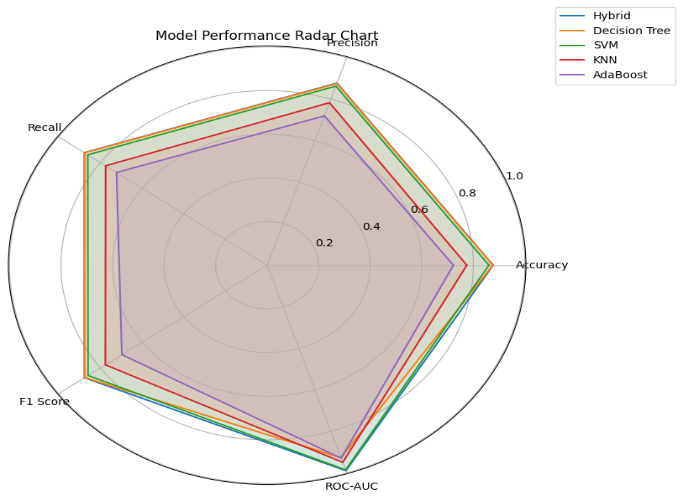 Model Performance Radar Chart
Hybrid
Decision Tree
SVM
KNN
AdaBoost
Precision
Recall
1.0
0.8
0.6
0.4
0.2
Accuracy
F1 Score
ROC-AUC